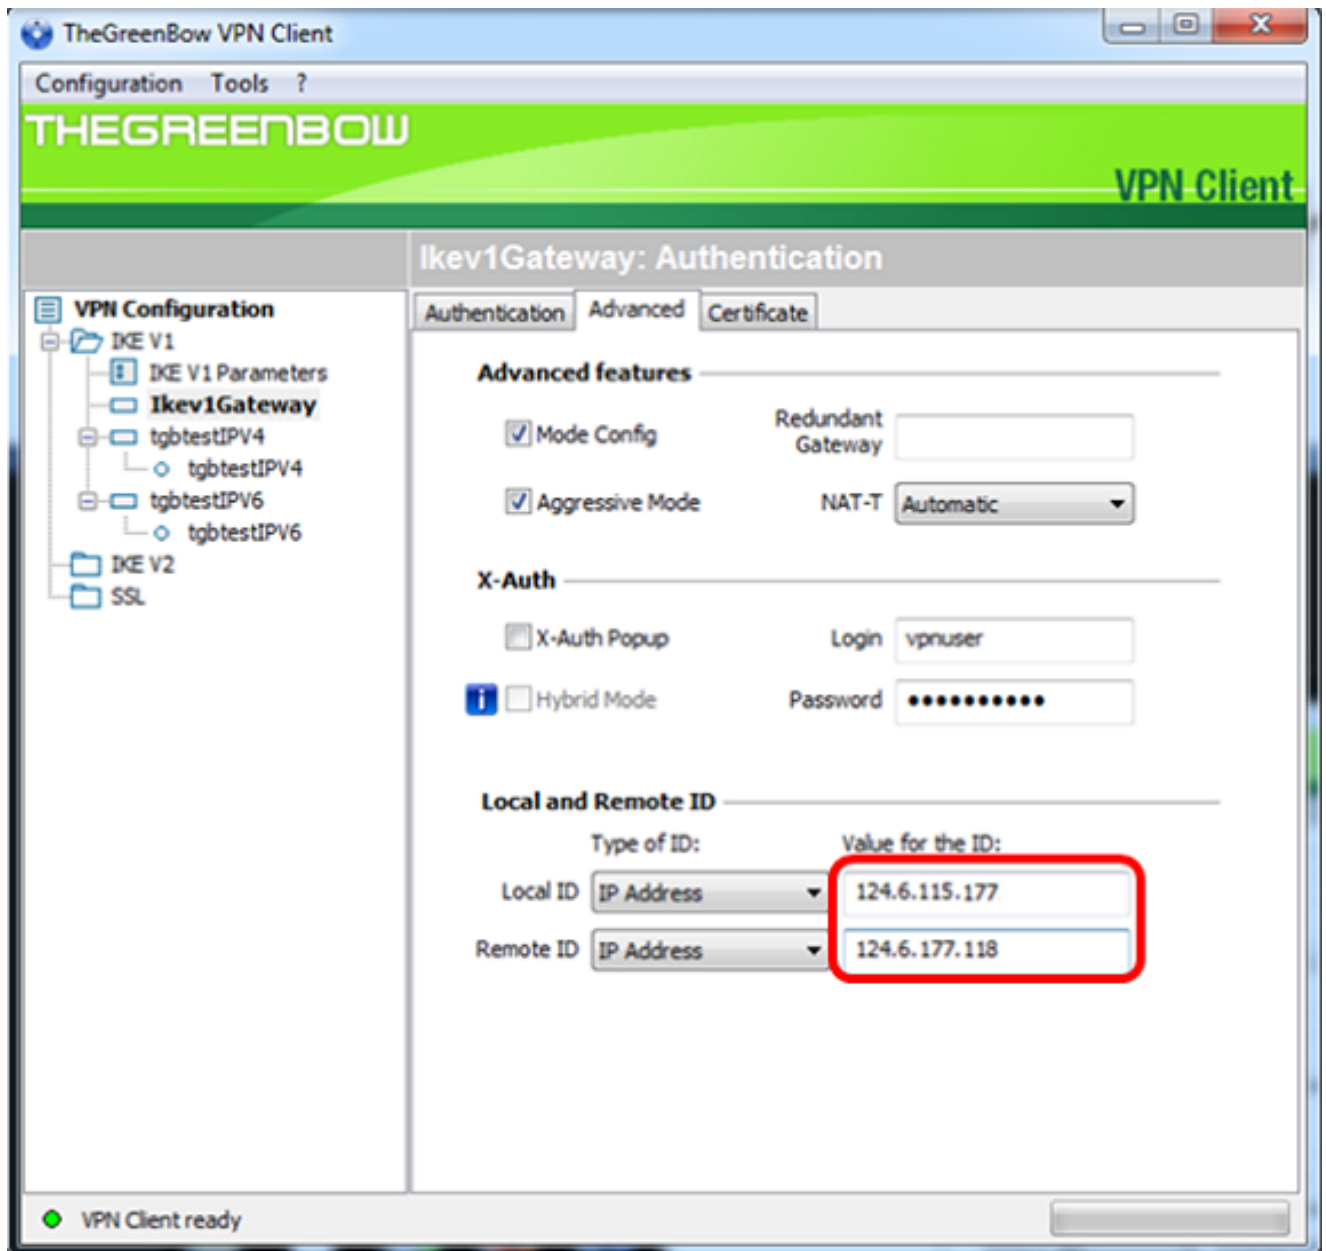 TheGreenBow VPN Client
Configuration Tools ?
THEGREENBOW
VPN Client
Ikev1Gateway: Authentication
VPN Configuration
IKE V1
IKE V1 Parameters
Ikev1Gateway
tgbtestIPV4
tgbtestIPV4
tgbtestIPV6
tgbtestIPV6
IKE V2
SSL
Authentication Advanced Certificate
Advanced features
Mode Config Redundant Gateway
Aggressive Mode NAT-T Automatic
X-Auth
X-Auth Popup Login vpnuser
Hybrid Mode Password ●●●●●●●●●●
Local and Remote ID
Type of ID: Value for the ID:
Local ID IP Address 124.6.115.177
Remote ID IP Address 124.6.177.118
VPN Client ready